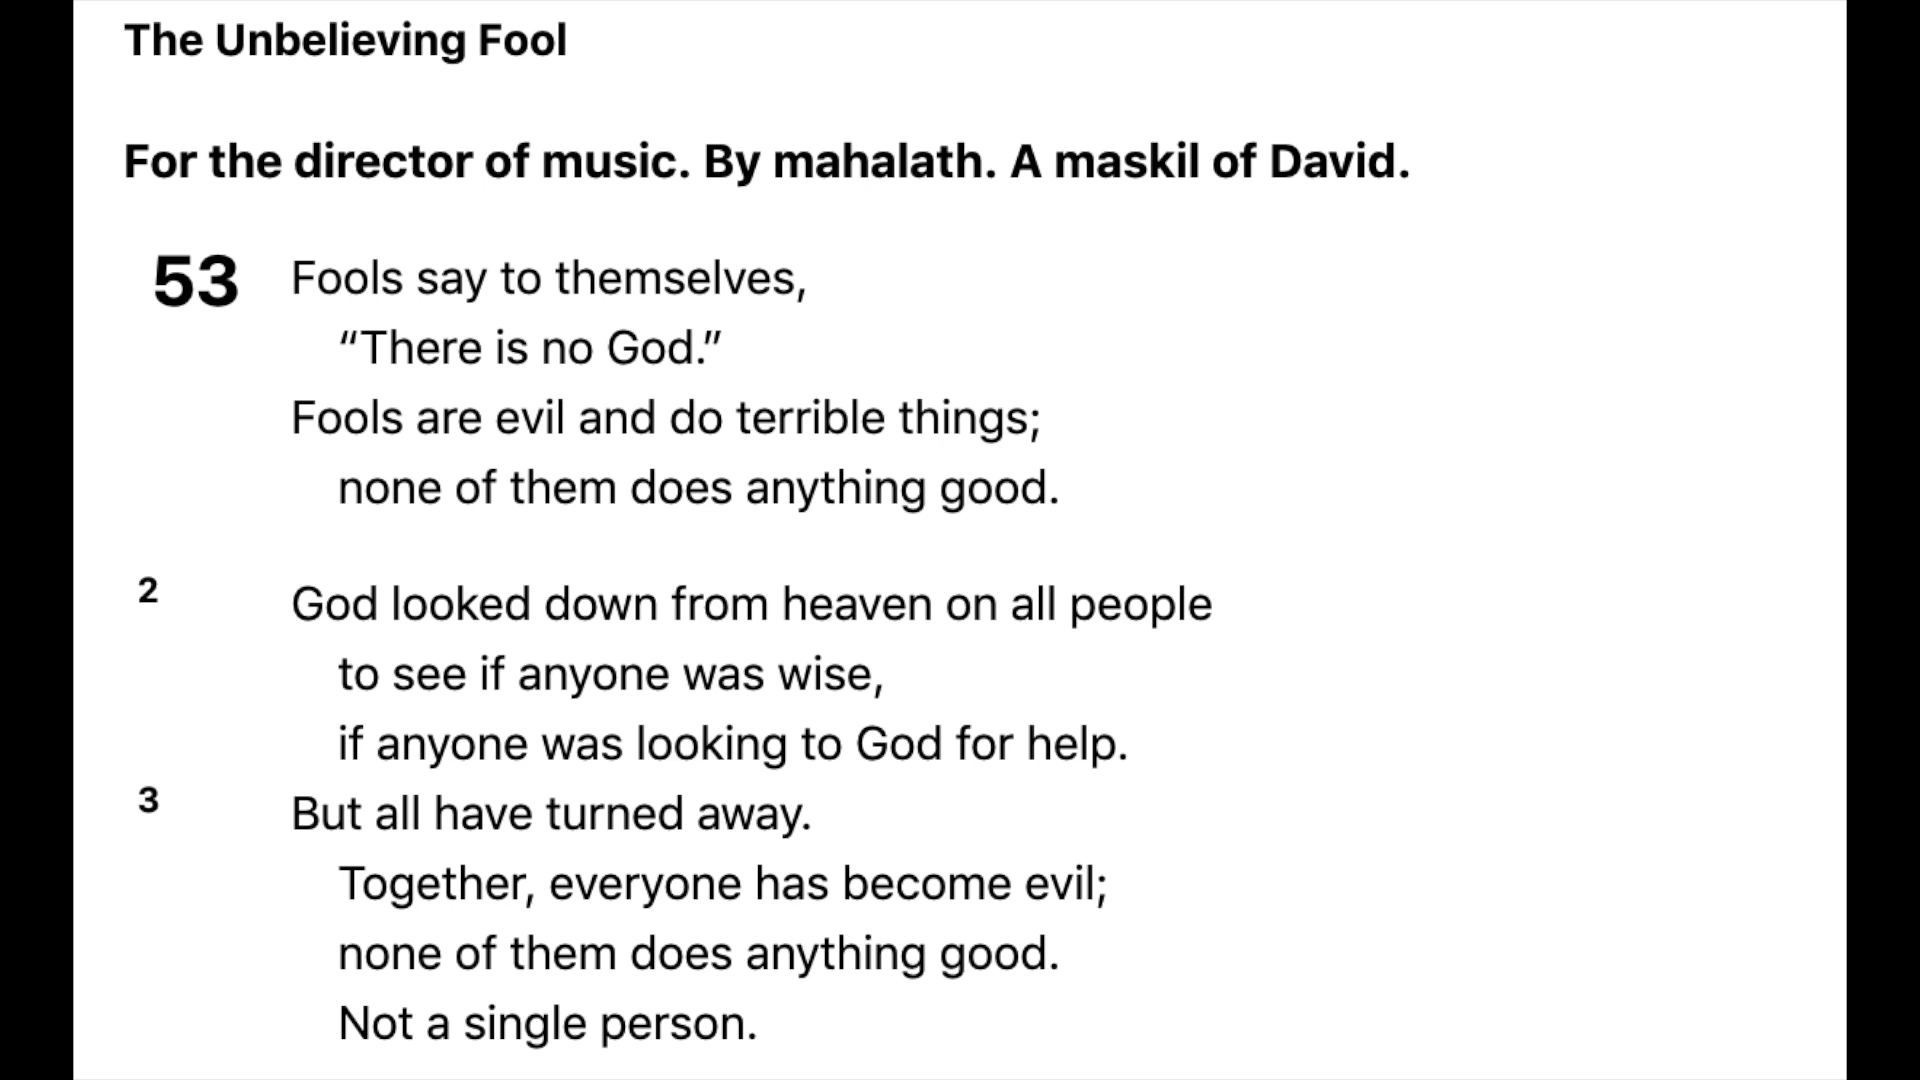 The Unbelieving Fool
For the director of music. By mahalath. A maskil of David.
53 Fools say to themselves,
“There is no God.”
Fools are evil and do terrible things;
none of them does anything good.
2 God looked down from heaven on all people
to see if anyone was wise,
if anyone was looking to God for help.
3 But all have turned away.
Together, everyone has become evil;
none of them does anything good.
Not a single person.